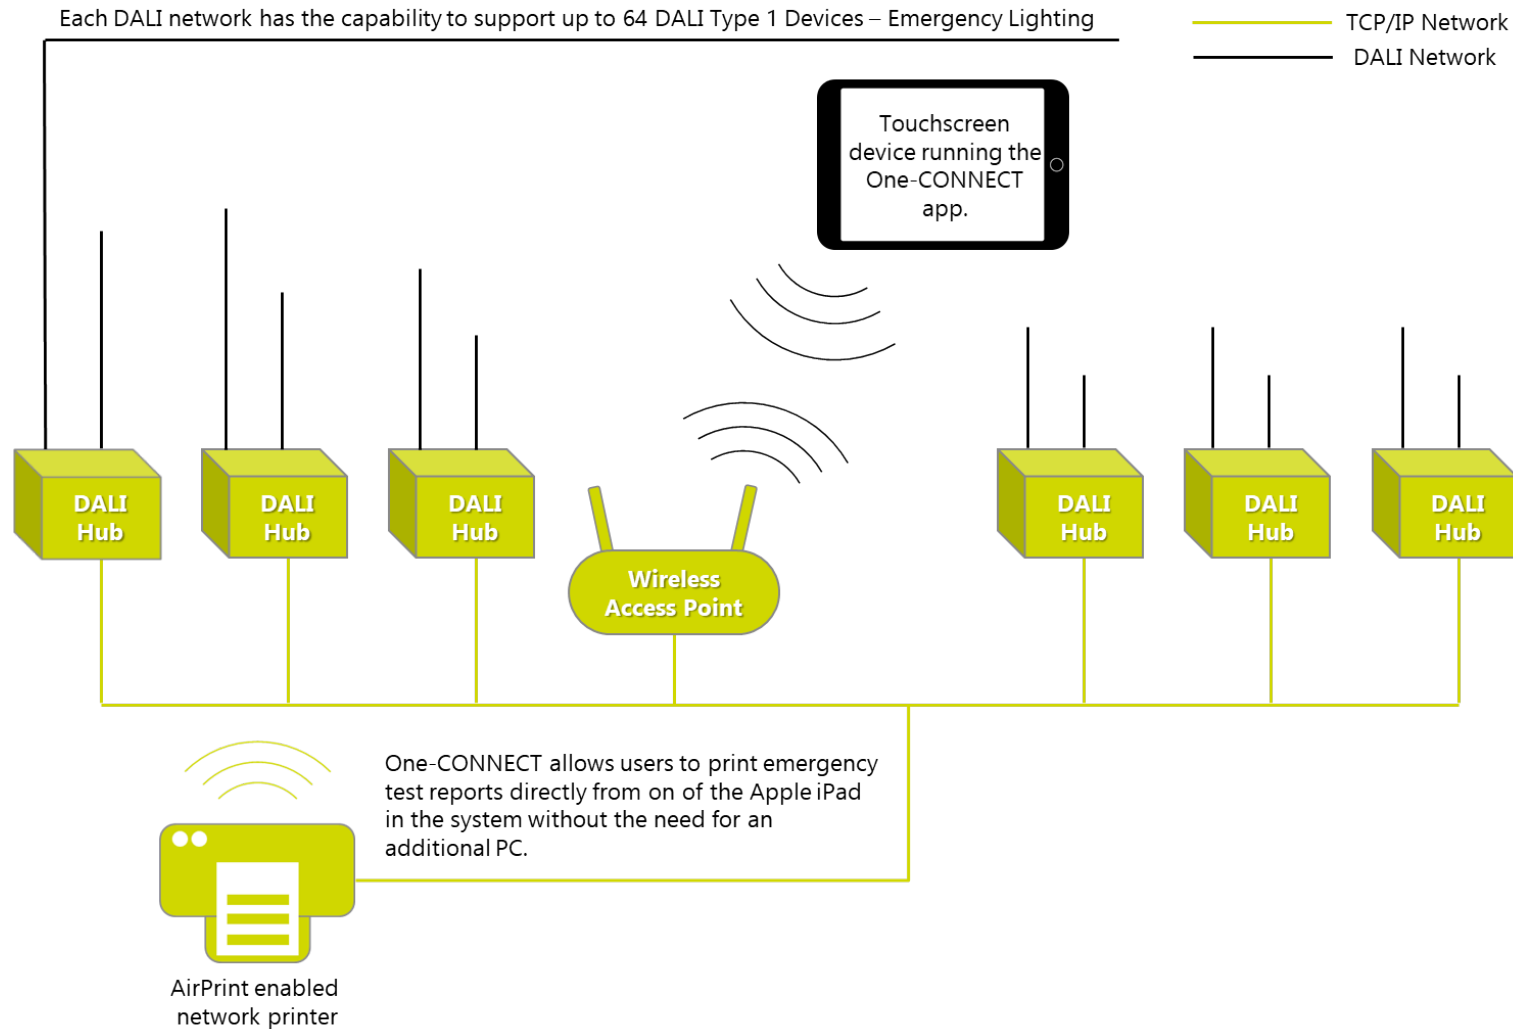 Each DALI network has the capability to support up to 64 DALI Type 1 Devices – Emergency Lighting
TCP/IP Network
DALI Network
Touchscreen
device running the
One-CONNECT
app.
DALI
Hub
DALI
Hub
DALI
Hub
Wireless
Access Point
DALI
Hub
DALI
Hub
DALI
Hub
One-CONNECT allows users to print emergency
test reports directly from on of the Apple iPad
in the system without the need for an
additional PC.
AirPrint enabled
network printer